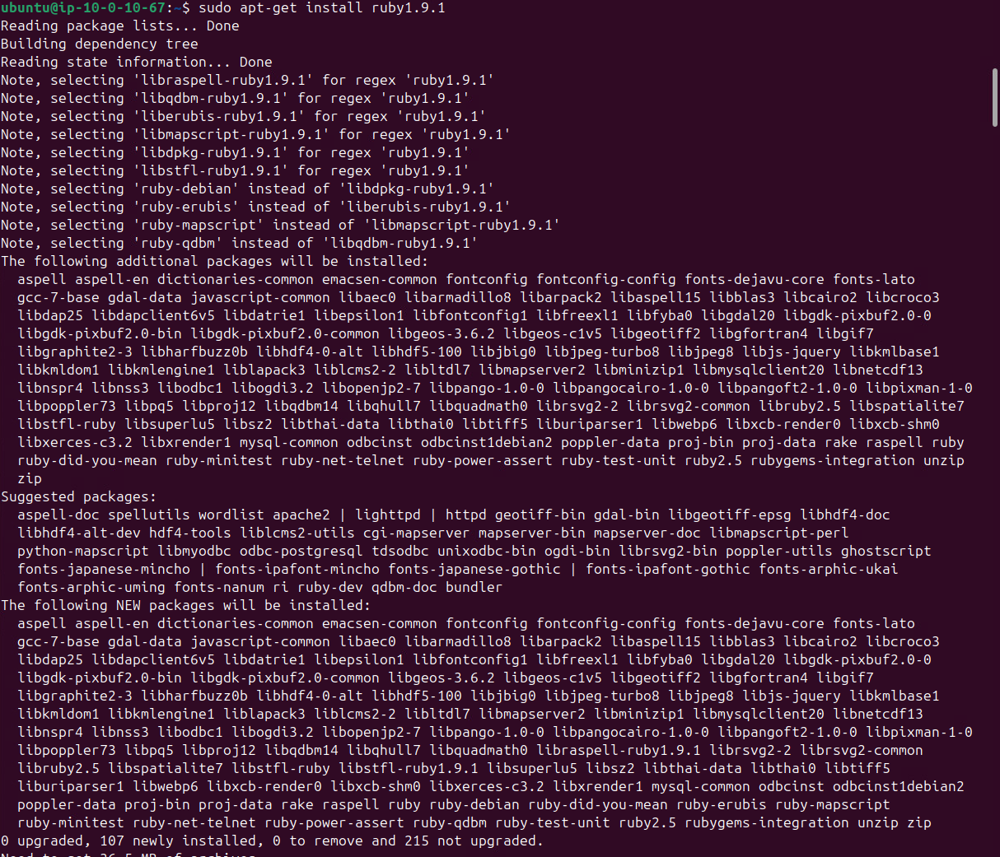 ubuntu@ip-10-0-10-67:~$ sudo apt-get install ruby1.9.1
Reading package lists... Done
Building dependency tree
Reading state information... Done
Note, selecting 'libraspell-ruby1.9.1' for regex 'ruby1.9.1'
Note, selecting 'libqdbm-ruby1.9.1' for regex 'ruby1.9.1'
Note, selecting 'liberubis-ruby1.9.1' for regex 'ruby1.9.1'
Note, selecting 'libmapscript-ruby1.9.1' for regex 'ruby1.9.1'
Note, selecting 'libdpkg-ruby1.9.1' for regex 'ruby1.9.1'
Note, selecting 'libstfl-ruby1.9.1' for regex 'ruby1.9.1'
Note, selecting 'ruby-debian' instead of 'libdpkg-ruby1.9.1'
Note, selecting 'ruby-erubis' instead of 'liberubis-ruby1.9.1'
Note, selecting 'ruby-mapscript' instead of 'libmapscript-ruby1.9.1'
Note, selecting 'ruby-qdbm' instead of 'libqdbm-ruby1.9.1'
The following additional packages will be installed:
aspell aspell-en dictionaries-common emacsen-common fontconfig fontconfig-config fonts-dejavu-core fonts-lato
gcc-7-base gdal-data javascript-common libaec0 libarmadillo8 libarpack2 libaspell15 libblas3 libcairo2 libcroco3
libdap25 libdapclient6v5 libdatrie1 libepsilon1 libfontconfig1 libfreexl1 libfyba0 libgdal20 libgdk-pixbuf2.0-0
libgdk-pixbuf2.0-bin libgdk-pixbuf2.0-common libgeos-3.6.2 libgeos-c1v5 libgeotiff2 libgfortran4 libgif7
libgraphite2-3 libharfbuzz0b libhdf4-0-alt libhdf5-100 libjbig0 libjpeg-turbo8 libjpeg8 libjs-jquery libkmlbase1
libkmldom1 libkmlengine1 liblapack3 liblcms2-2 libltdl7 libmapserver2 libminizip1 libmysqlclient20 libnetcdf13
libnspr4 libnss3 libodbc1 libogdi3.2 libopenjp2-7 libpango-1.0-0 libpangocairo-1.0-0 libpangoft2-1.0-0 libpixman-1-0
libpoppler73 libpq5 libproj12 libqdbm14 libqhull7 libquadmath0 librsvg2-2 librsvg2-common libruby2.5 libspatialite7
libstfl-ruby libsuperlu5 libsz2 libthai-data libthai0 libtiff5 liburiparser1 libwebp6 libxcb-render0 libxcb-shm0
libxerces-c3.2 libxrender1 mysql-common odbcinst odbcinst1debian2 poppler-data proj-bin proj-data rake raspell ruby
ruby-did-you-mean ruby-minitest ruby-net-telnet ruby-power-assert ruby-test-unit ruby2.5 rubygems-integration unzip
zip
Suggested packages:
aspell-doc spellutils wordlist apache2 | lighttpd | httpd geotiff-bin gdal-bin libgeotiff-epsg libhdf4-doc
libhdf4-alt-dev hdf4-tools liblcms2-utils cgi-mapserver mapserver-bin mapserver-doc libmapscript-perl
python-mapscript libmyodbc odbc-postgresql tdsodbc unixodbc-bin ogdi-bin librsvg2-bin poppler-utils ghostscript
fonts-japanese-mincho | fonts-ipafont-mincho fonts-japanese-gothic | fonts-ipafont-gothic fonts-arphic-ukai
fonts-arphic-uming fonts-nanum ri ruby-dev qdbm-doc bundler
The following NEW packages will be installed:
aspell aspell-en dictionaries-common emacsen-common fontconfig fontconfig-config fonts-dejavu-core fonts-lato
gcc-7-base gdal-data javascript-common libaec0 libarmadillo8 libarpack2 libaspell15 libblas3 libcairo2 libcroco3
libdap25 libdapclient6v5 libdatrie1 libepsilon1 libfontconfig1 libfreexl1 libfyba0 libgdal20 libgdk-pixbuf2.0-0
libgdk-pixbuf2.0-bin libgdk-pixbuf2.0-common libgeos-3.6.2 libgeos-c1v5 libgeotiff2 libgfortran4 libgif7
libgraphite2-3 libharfbuzz0b libhdf4-0-alt libhdf5-100 libjbig0 libjpeg-turbo8 libjpeg8 libjs-jquery libkmlbase1
libkmldom1 libkmlengine1 liblapack3 liblcms2-2 libltdl7 libmapserver2 libminizip1 libmysqlclient20 libnetcdf13
libnspr4 libnss3 libodbc1 libogdi3.2 libopenjp2-7 libpango-1.0-0 libpangocairo-1.0-0 libpangoft2-1.0-0 libpixman-1-0
libpoppler73 libpq5 libproj12 libqdbm14 libqhull7 libquadmath0 libraspell-ruby1.9.1 librsvg2-2 librsvg2-common
libruby2.5 libspatialite7 libstfl-ruby libstfl-ruby1.9.1 libsuperlu5 libsz2 libthai-data libthai0 libtiff5
liburiparser1 libwebp6 libxcb-render0 libxcb-shm0 libxerces-c3.2 libxrender1 mysql-common odbcinst odbcinst1debian2
poppler-data proj-bin proj-data rake raspell ruby ruby-debian ruby-did-you-mean ruby-erubis ruby-mapscript
ruby-minitest ruby-net-telnet ruby-power-assert ruby-qdbm ruby-test-unit ruby2.5 rubygems-integration unzip zip
0 upgraded, 107 newly installed, 0 to remove and 215 not upgraded.